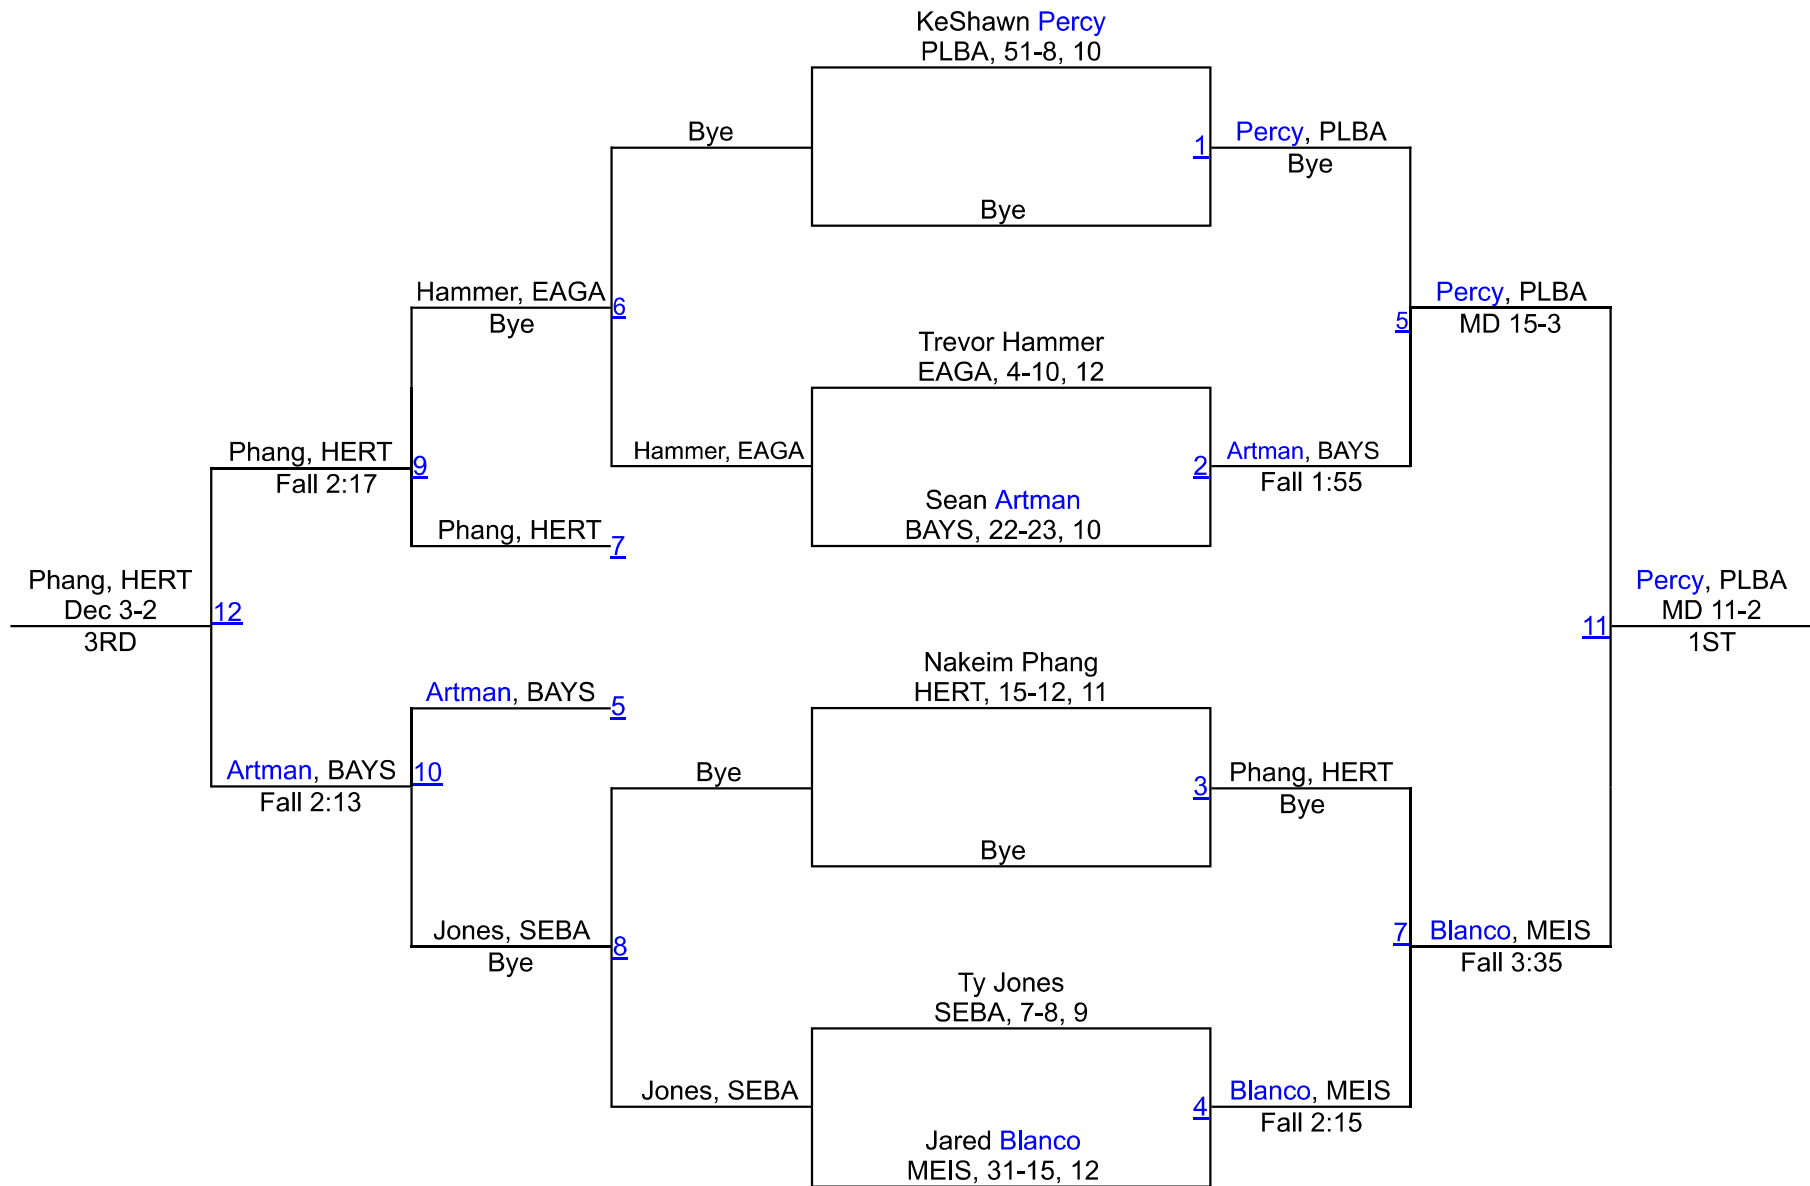 KeShawn Percy
PLBA, 51-8, 10
Bye
1
Percy, PLBA
Bye
Bye
Hammer, EAGA
Bye
6
Percy, PLBA
MD 15-3
5
Trevor Hammer
EAGA, 4-10, 12
Phang, HERT
Fall 2:17
9
Hammer, EAGA
2
Artman, BAYS
Fall 1:55
Sean Artman
BAYS, 22-23, 10
Phang, HERT
7
Phang, HERT
Dec 3-2
3RD
12
11
Percy, PLBA
MD 11-2
1ST
Nakeim Phang
HERT, 15-12, 11
Artman, BAYS
5
Artman, BAYS
Fall 2:13
10
Bye
3
Phang, HERT
Bye
Bye
Jones, SEBA
Bye
8
7
Blanco, MEIS
Fall 3:35
Ty Jones
SEBA, 7-8, 9
Jones, SEBA
4
Blanco, MEIS
Fall 2:15
Jared Blanco
MEIS, 31-15, 12